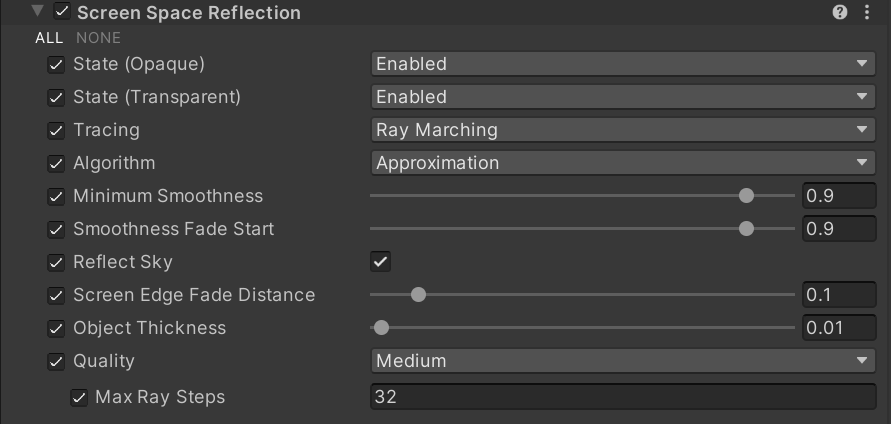 Screen Space Reflection
ALL NONE
State (Opaque) Enabled
State (Transparent) Enabled
Tracing Ray Marching
Algorithm Approximation
Minimum Smoothness 0.9
Smoothness Fade Start 0.9
Reflect Sky
Screen Edge Fade Distance 0.1
Object Thickness 0.01
Quality Medium
Max Ray Steps 32